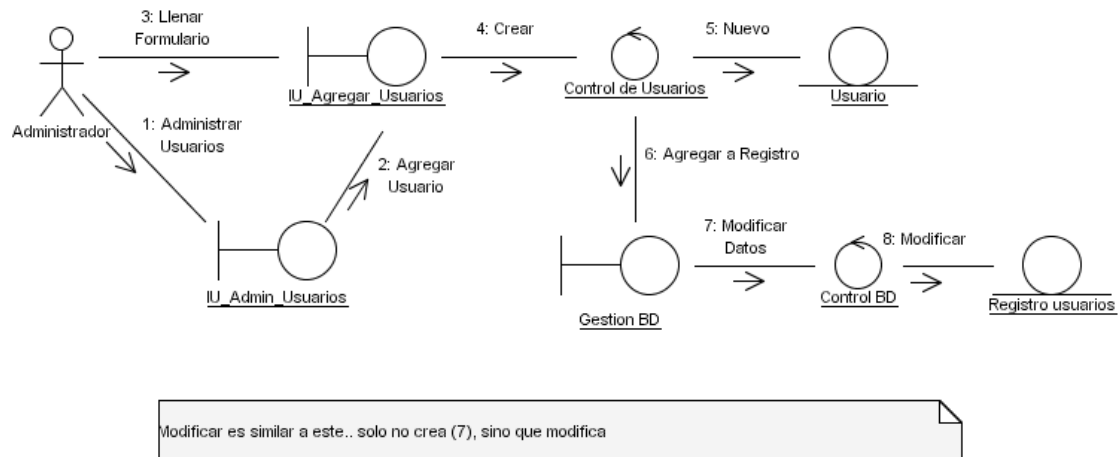 3: Llenar
Formulario
4: Crear
5: Nuevo
IU_Agregar_Usuarios
Control de Usuarios
Usuario
Administrador
1: Administrar
Usuarios
2: Agregar
Usuario
6: Agregar a Registro
7: Modificar
Datos
8: Modificar
IU_Admin_Usuarios
Gestion BD
Control BD
Registro usuarios
Modificar es similar a este.. solo no crea (7), sino que modifica